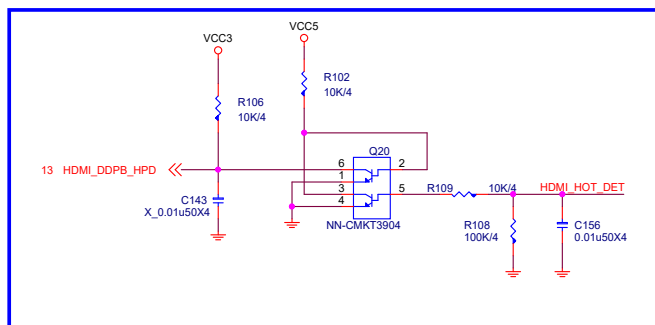 VCC3
VCC5
R106
10K/4
R102
10K/4
Q20
13 HDMI_DDPB_HPD
6
2
1
3
5
4
R109
10K/4
HDMI_HOT_DET
C143
X_0.01u50X4
NN-CMKT3904
R108
100K/4
C156
0.01u50X4